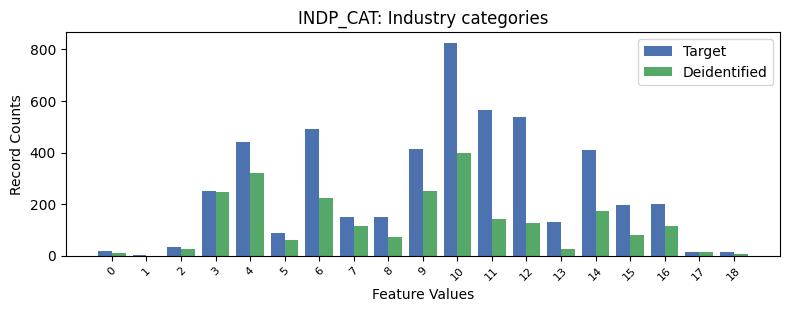 INDP_CAT: Industry categories
Record Counts
800
600
400
200
0
Target
Deidentified
0 1 2 3 4 5 6 7 8 9 10 11 12 13 14 15 16 17 18
Feature Values